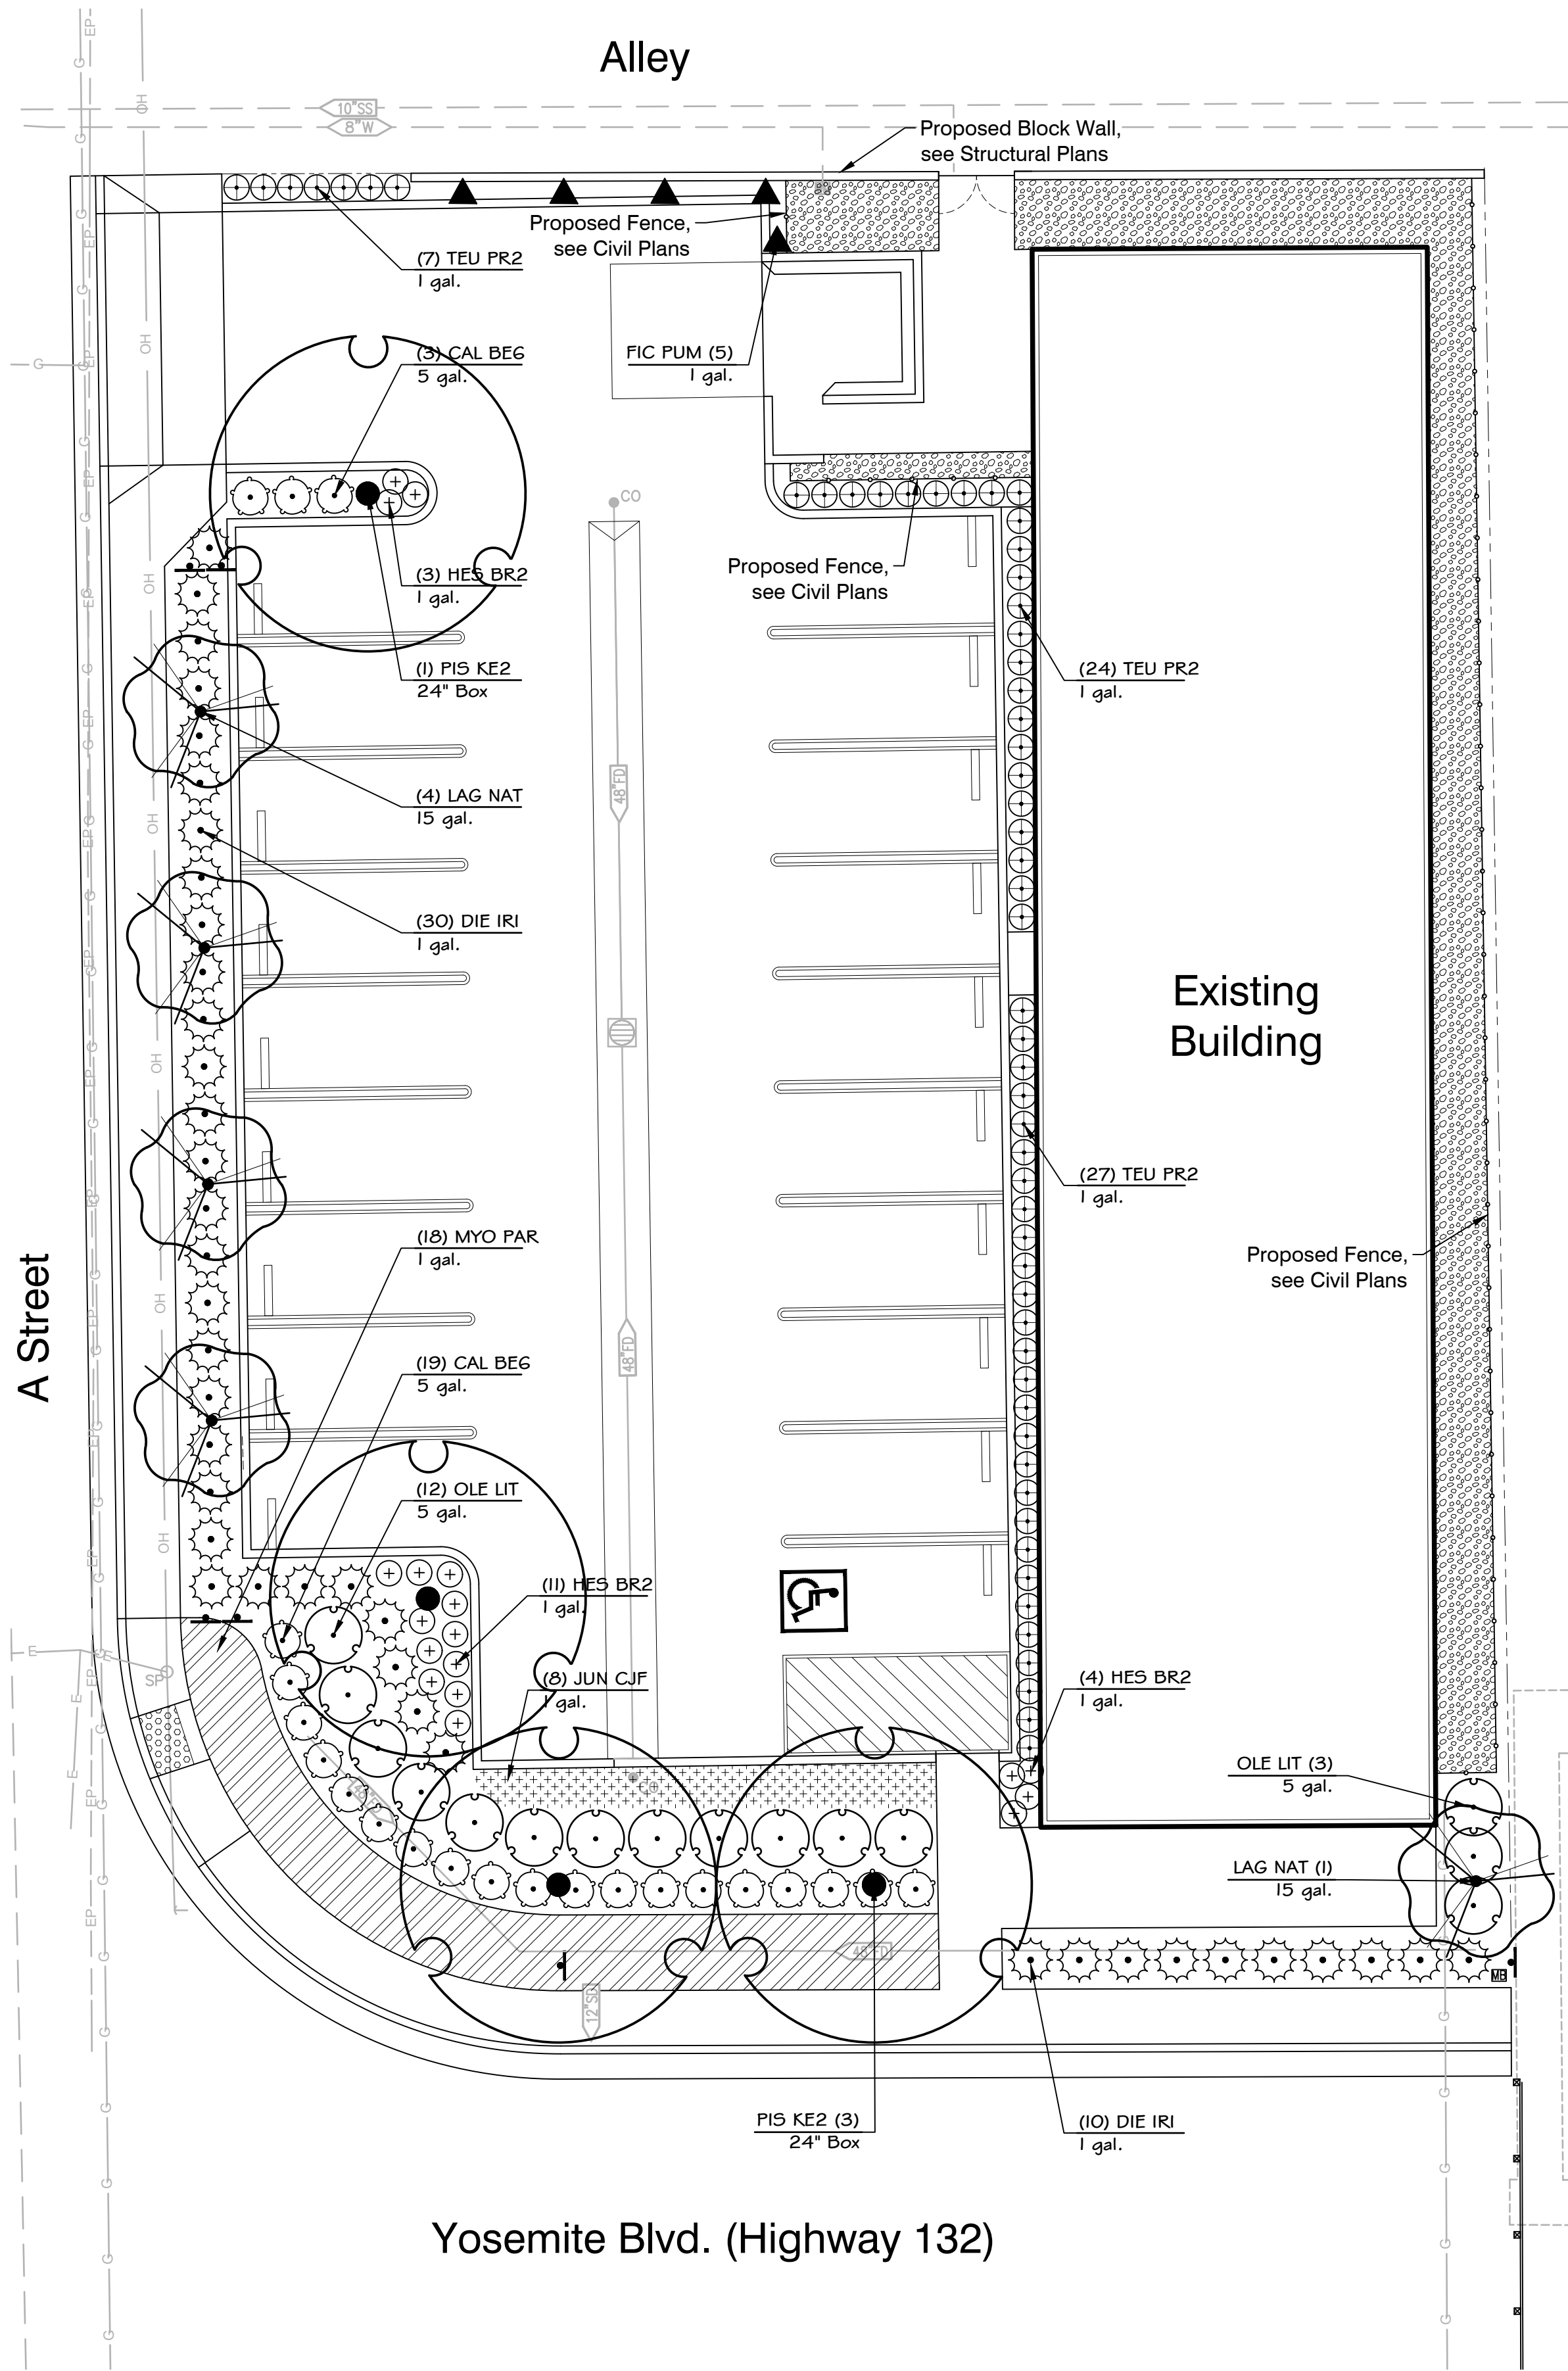 Alley
10"SS
8"W
Proposed Block Wall,
see Structural Plans
Proposed Fence,
see Civil Plans
(7) TEU PR2
1 gal.
(3) CAL BE6
5 gal.
FIC PUM (5)
1 gal.
CO
Proposed Fence,
see Civil Plans
(3) HES BR2
1 gal.
(1) PIS KE2
24" Box
(24) TEU PR2
1 gal.
48"FD
(4) LAG NAT
15 gal.
(30) DIE IRI
1 gal.
Existing
Building
(27) TEU PR2
1 gal.
(18) MYO PAR
1 gal.
Proposed Fence,
see Civil Plans
A Street
48"FD
(19) CAL BE6
5 gal.
(12) OLE LIT
5 gal.
(11) HES BR2
1 gal.
(8) JUN CJF
1 gal.
(4) HES BR2
1 gal.
SP
CO
48"FD
OLE LIT (3)
5 gal.
LAG NAT (1)
15 gal.
48"FD
MB
12"SD
PIS KE2 (3)
24" Box
(10) DIE IRI
1 gal.
Yosemite Blvd. (Highway 132)
G
EP
OH
E